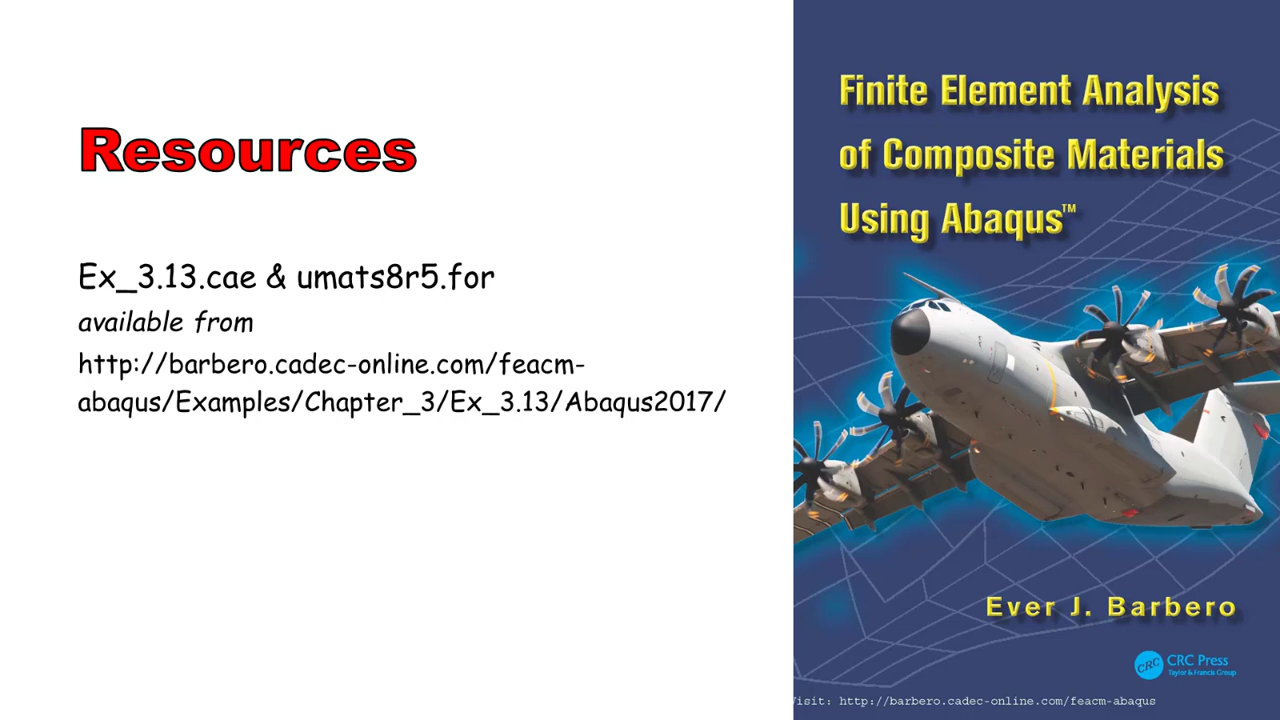 Resources
Ex_3.13.cae & umats8r5.for
available from
http://barbero.cadec-online.com/feacm-
abaqus/Examples/Chapter_3/Ex_3.13/Abaqus2017/
Finite Element Analysis
of Composite Materials
Using Abaqus™
Ever J. Barbero
CRC CRC Press
Taylor & Francis Group
Visit: http://barbero.cadec-online.com/feacm-abaqus